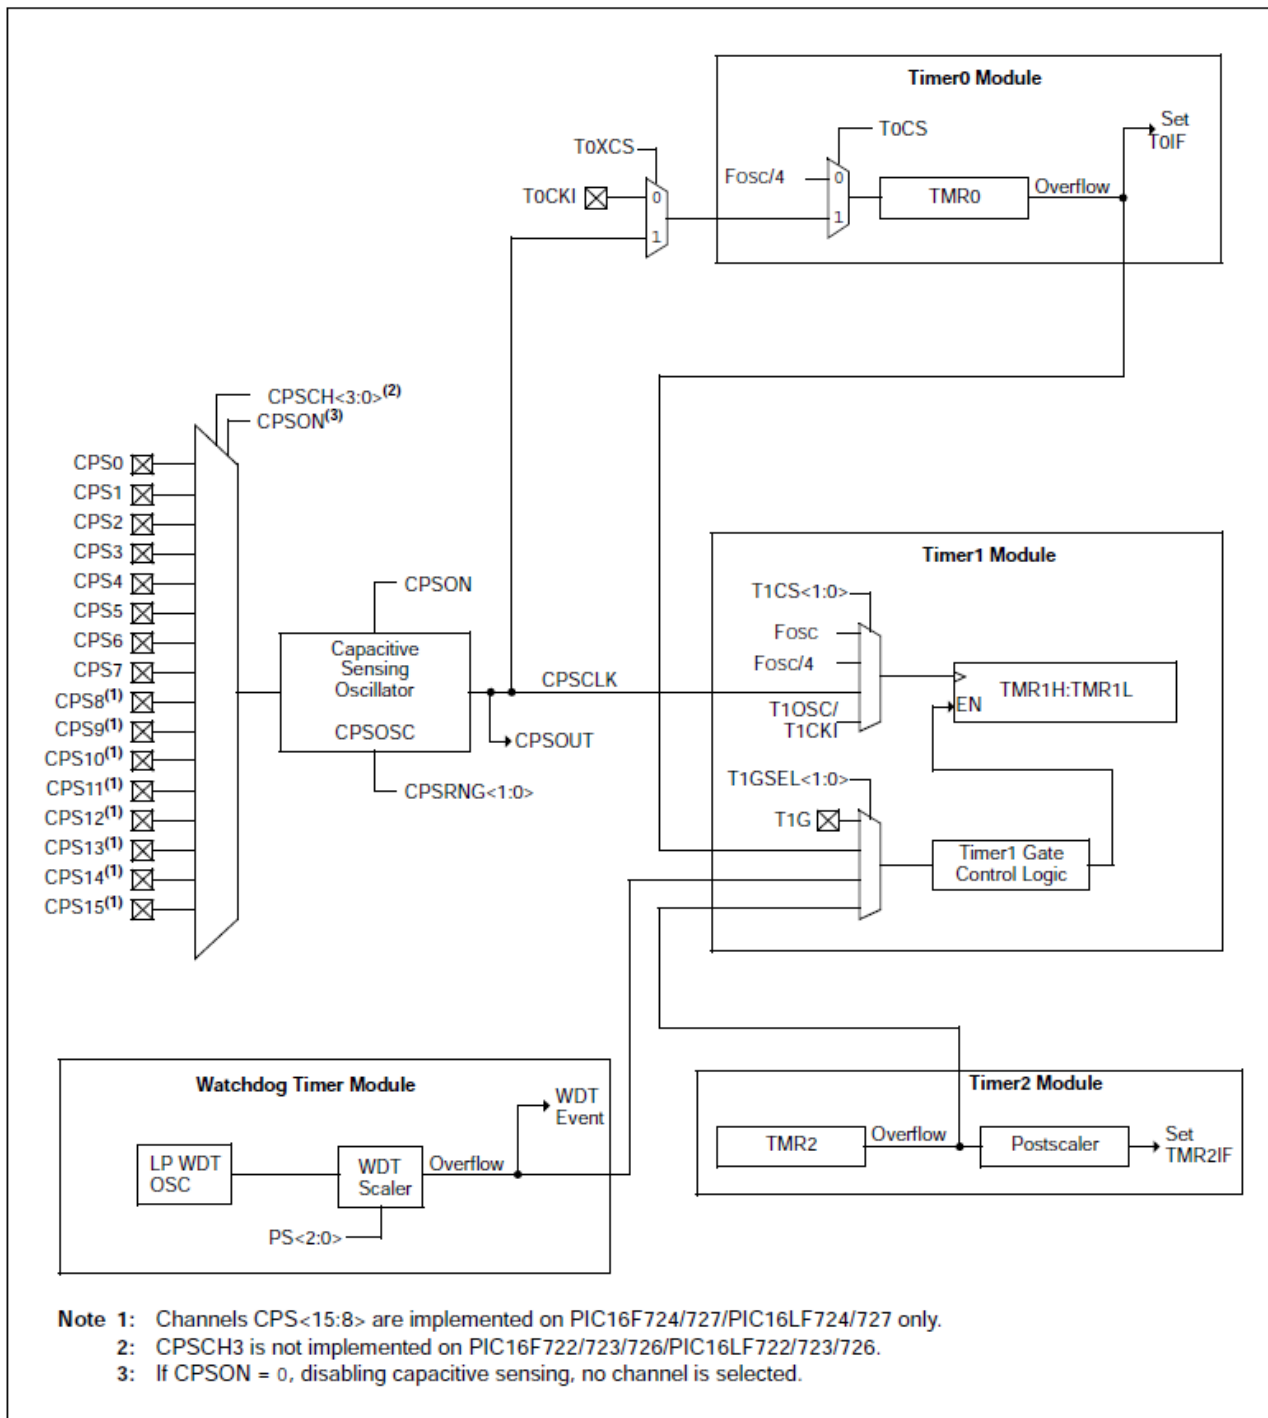 Timer0 Module
Set
T0IF
T0CS
T0XCS
Fosc/4
0
1
TMR0
Overflow
T0CKI
0
1
CPSCH<3:0>(2)
CPSON(3)
CPS0
CPS1
CPS2
CPS3
CPS4
CPS5
CPS6
CPS7
CPS8(1)
CPS9(1)
CPS10(1)
CPS11(1)
CPS12(1)
CPS13(1)
CPS14(1)
CPS15(1)
CPSON
Capacitive
Sensing
Oscillator
CPSOSC
CPSRNG<1:0>
CPSCLK
CPSOUT
Timer1 Module
T1CS<1:0>
Fosc
Fosc/4
T1OSC/
T1CKI
TMR1H:TMR1L
EN
T1GSEL<1:0>
T1G
Timer1 Gate
Control Logic
Watchdog Timer Module
WDT
Event
LP WDT
OSC
WDT
Scaler
Overflow
PS<2:0>
Timer2 Module
TMR2
Overflow
Postscaler
Set
TMR2IF
Note 1: Channels CPS<15:8> are implemented on PIC16F724/727/PIC16LF724/727 only.
2: CPSCH3 is not implemented on PIC16F722/723/726/PIC16LF722/723/726.
3: If CPSON = 0, disabling capacitive sensing, no channel is selected.